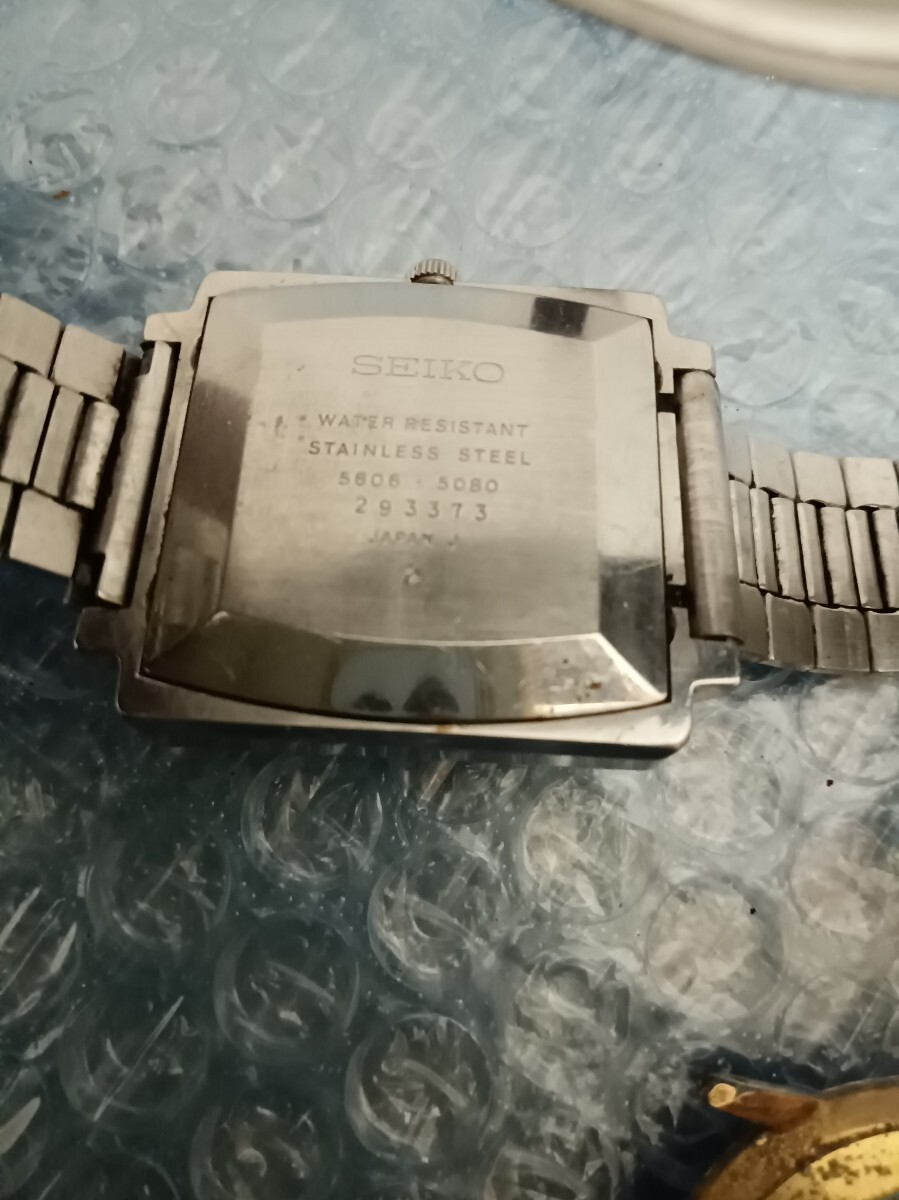 SEIKO
WATER RESISTANT
STAINLESS STEEL
5606 - 5080
293373
JAPAN J